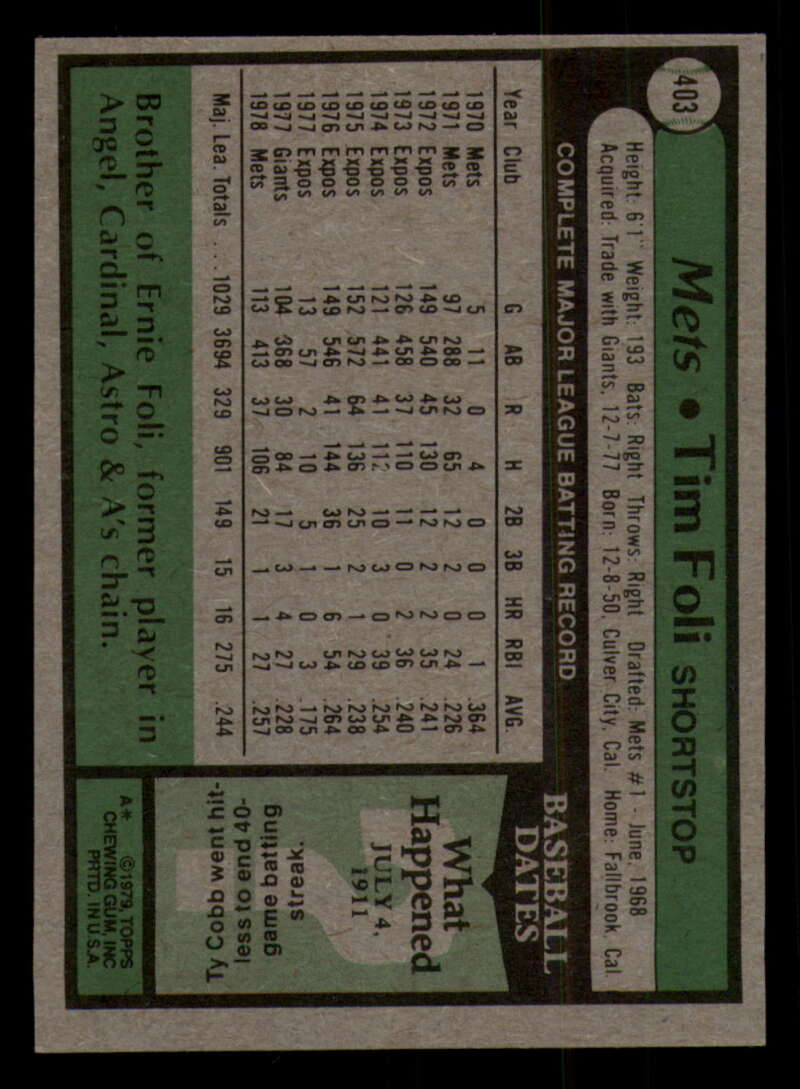 403
Mets • Tim Foli SHORTSTOP
Height: 6'1" Weight: 193 Bats: Right Throws: Right Drafted: Mets #1 - June, 1968
Acquired: Trade with Giants, 12-7-77 Born: 12-8-50, Culver City, Cal. Home: Fallbrook, Cal.
COMPLETE MAJOR LEAGUE BATTING RECORD
Year Club G AB R H 2B 3B HR RBI AVG.
1970 Mets 5 11 0 4 0 0 0 1 .364
1971 Mets 97 288 32 65 12 2 0 24 .226
1972 Expos 149 540 45 130 12 2 2 35 .241
1973 Expos 126 458 37 110 11 0 2 36 .240
1974 Expos 121 441 41 112 10 3 0 39 .254
1975 Expos 152 572 64 136 25 2 1 29 .238
1976 Expos 149 546 41 144 36 1 6 54 .264
1977 Expos 13 57 2 10 5 1 0 3 .175
1977 Giants 104 368 30 84 17 3 4 27 .228
1978 Mets 113 413 37 106 21 1 1 27 .257
Maj. Lea. Totals ... 1029 3694 329 901 149 15 16 275 .244
Brother of Ernie Foli, former player in
Angel, Cardinal, Astro & A's chain.
BASEBALL
DATES
What
Happened
JULY 4,
1911
Ty Cobb went hit-
less to end 40-
game batting
streak.
A* ©1979, TOPPS
CHEWING GUM, INC
PRTD. IN U.S.A.